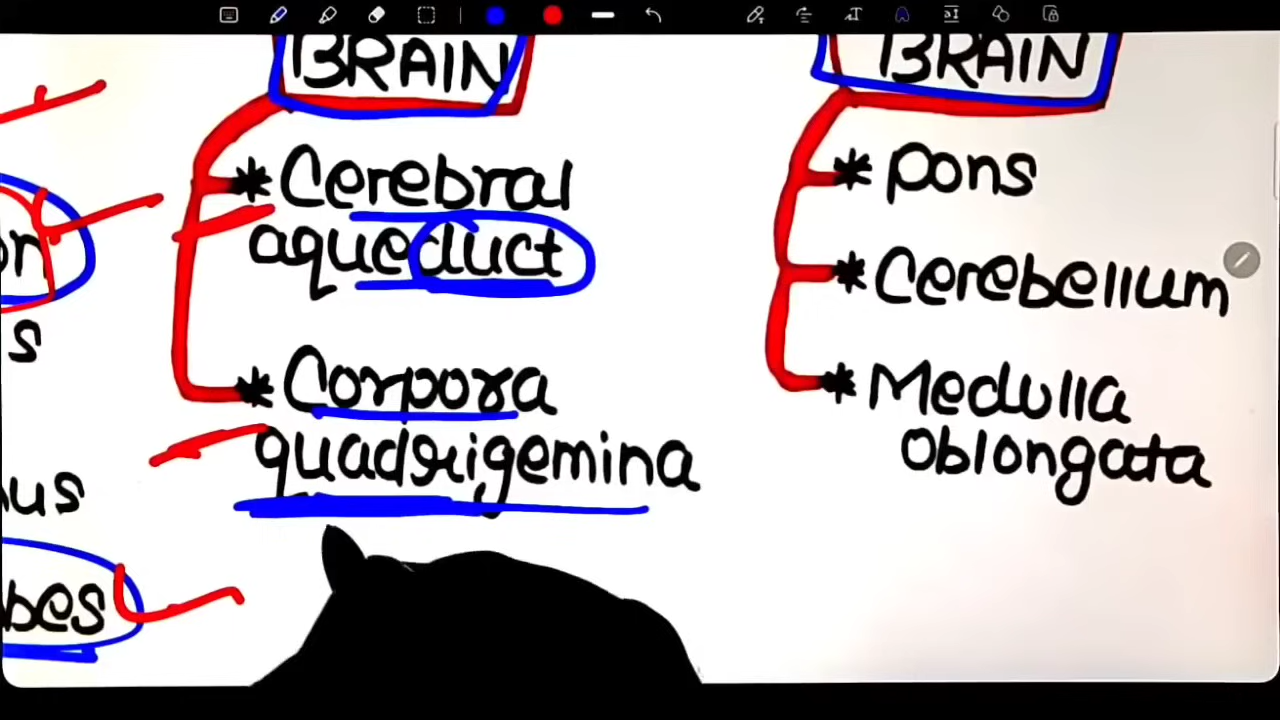 BRAIN
* Cerebral
aqueduct
* Corpora
quadrigemina
BRAIN
* Pons
* Cerebellum
* Medulla
Oblongata